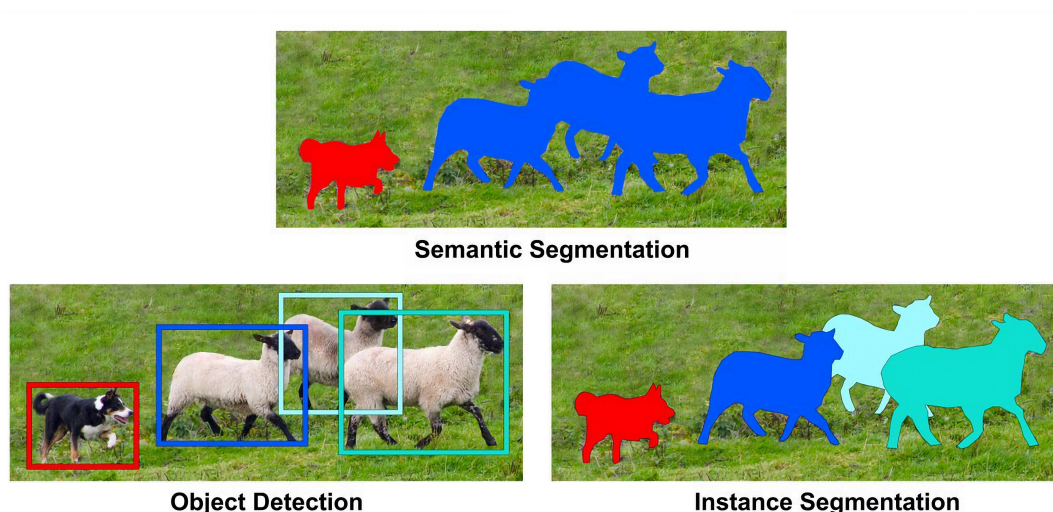 Semantic Segmentation
Object Detection
Instance Segmentation